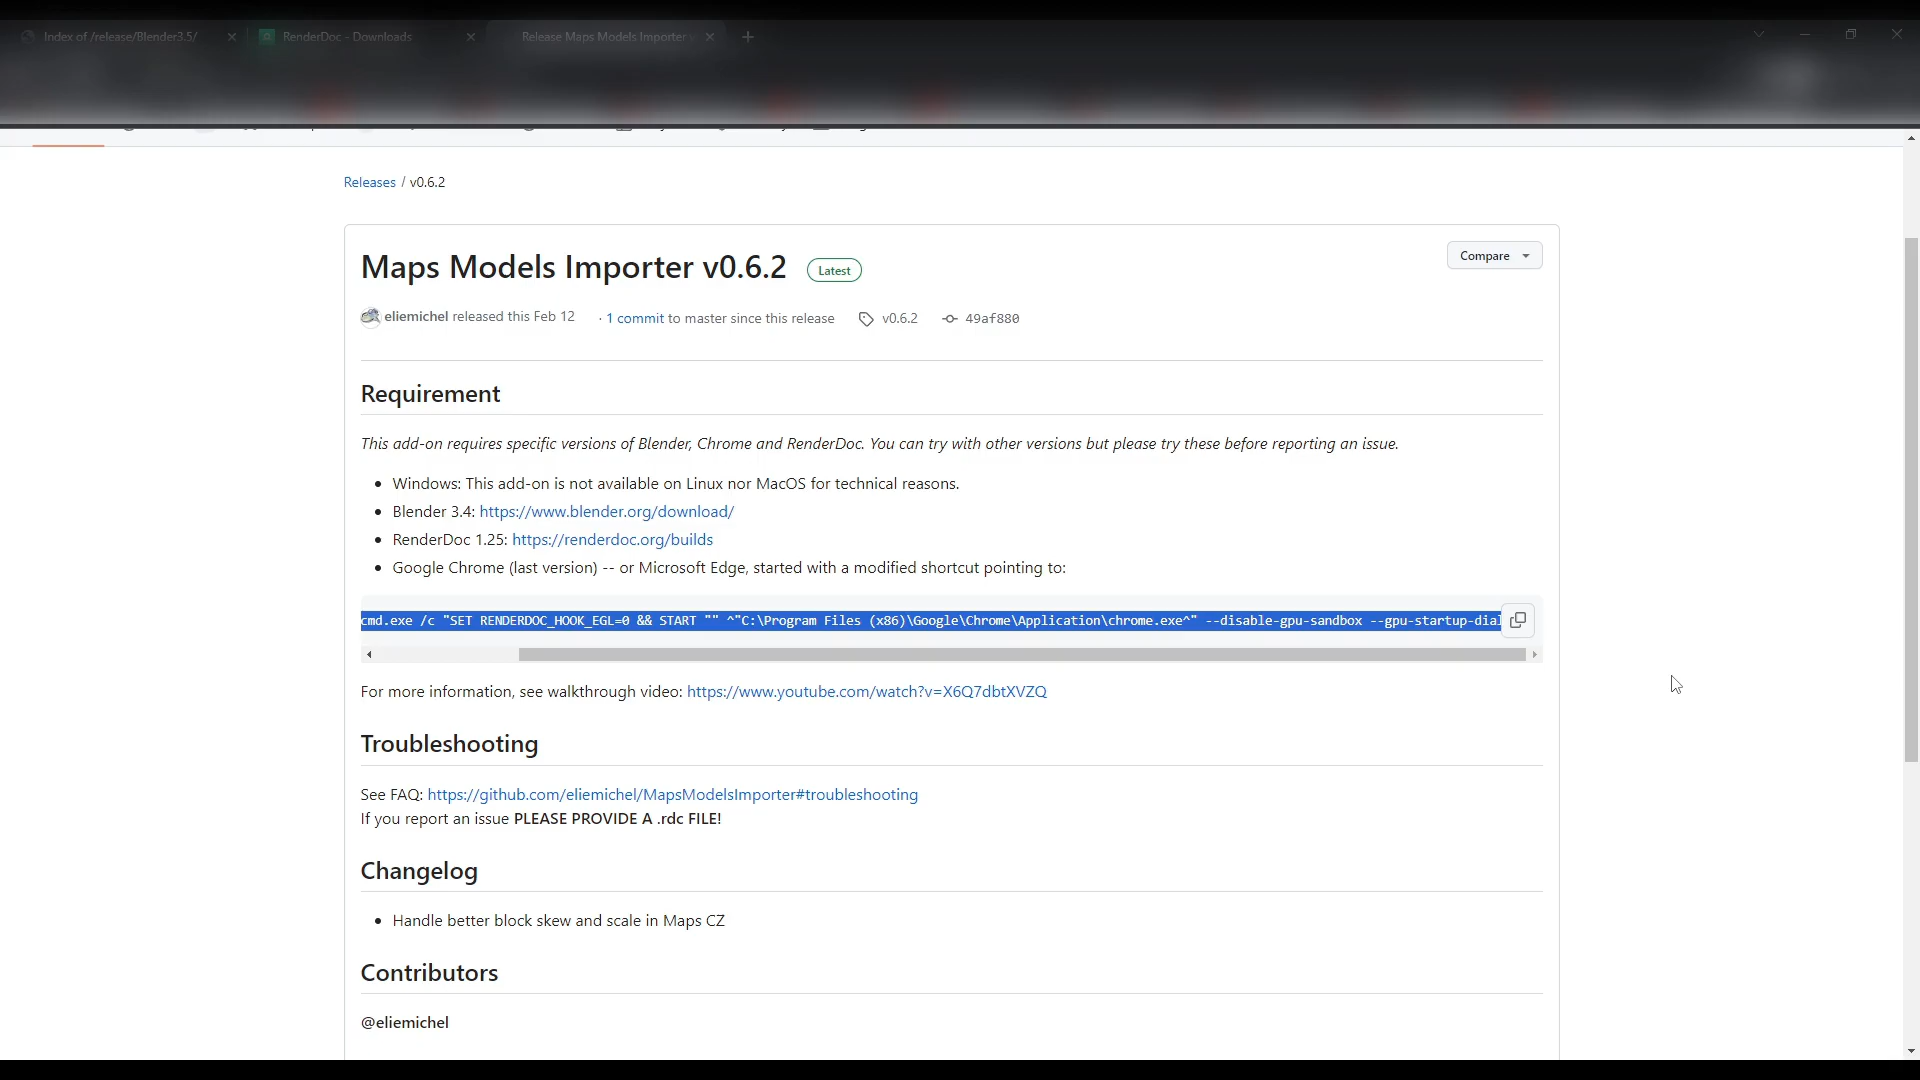 Index of /release/Blender3.5/
RenderDoc - Downloads
Release Maps Models Importer
Releases / v0.6.2
Maps Models Importer v0.6.2
Latest
Compare
eliemichel released this Feb 12 · 1 commit to master since this release v0.6.2 49af880
Requirement
This add-on requires specific versions of Blender, Chrome and RenderDoc. You can try with other versions but please try these before reporting an issue.
• Windows: This add-on is not available on Linux nor MacOS for technical reasons.
• Blender 3.4: https://www.blender.org/download/
• RenderDoc 1.25: https://renderdoc.org/builds
• Google Chrome (last version) -- or Microsoft Edge, started with a modified shortcut pointing to:
cmd.exe /c "SET RENDERDOC_HOOK_EGL=0 && START "" ^"C:\Program Files (x86)\Google\Chrome\Application\chrome.exe^" --disable-gpu-sandbox --gpu-startup-dial
For more information, see walkthrough video: https://www.youtube.com/watch?v=X6Q7dbtXVZQ
Troubleshooting
See FAQ: https://github.com/eliemichel/MapsModelsImporter#troubleshooting
If you report an issue PLEASE PROVIDE A .rdc FILE!
Changelog
• Handle better block skew and scale in Maps CZ
Contributors
@eliemichel